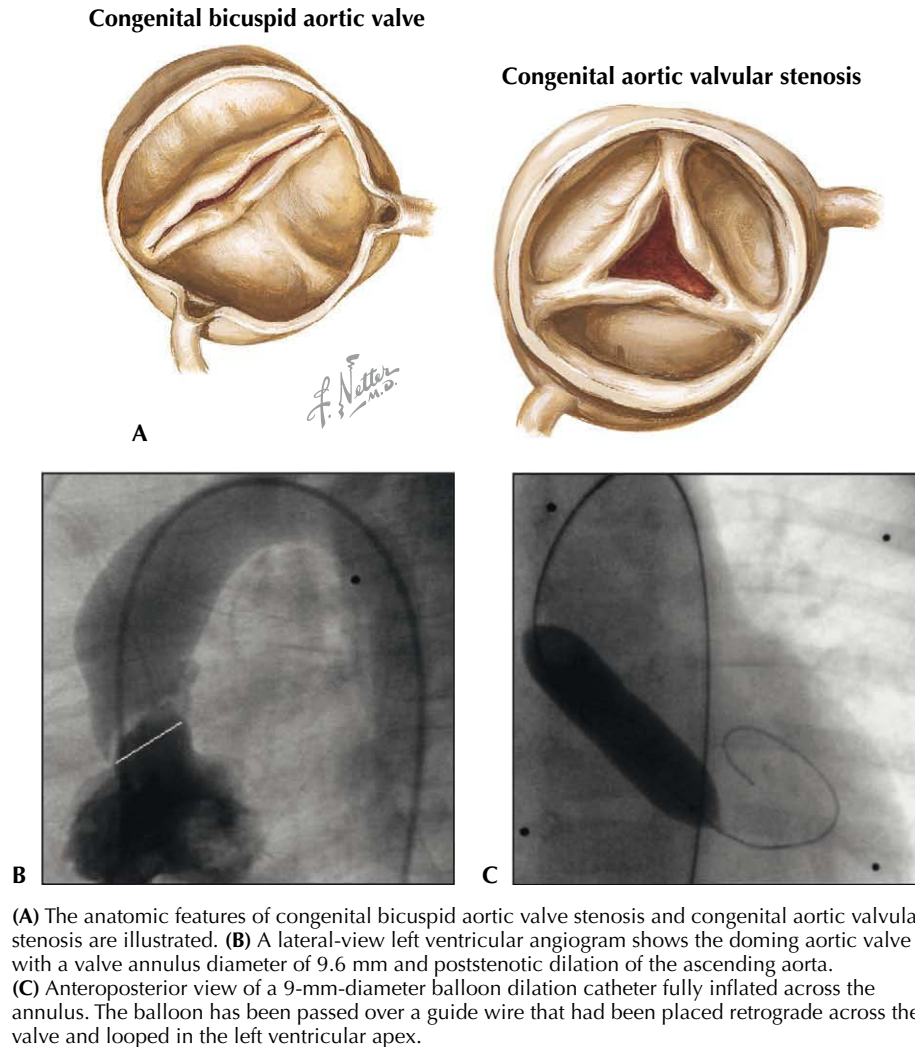 Congenital bicuspid aortic valve
Congenital aortic valvular stenosis
F. Netter
M.D.
A
B
C
(A) The anatomic features of congenital bicuspid aortic valve stenosis and congenital aortic valvula
stenosis are illustrated. (B) A lateral-view left ventricular angiogram shows the doming aortic valve
with a valve annulus diameter of 9.6 mm and poststenotic dilation of the ascending aorta.
(C) Anteroposterior view of a 9-mm-diameter balloon dilation catheter fully inflated across the
annulus. The balloon has been passed over a guide wire that had been placed retrograde across the
valve and looped in the left ventricular apex.